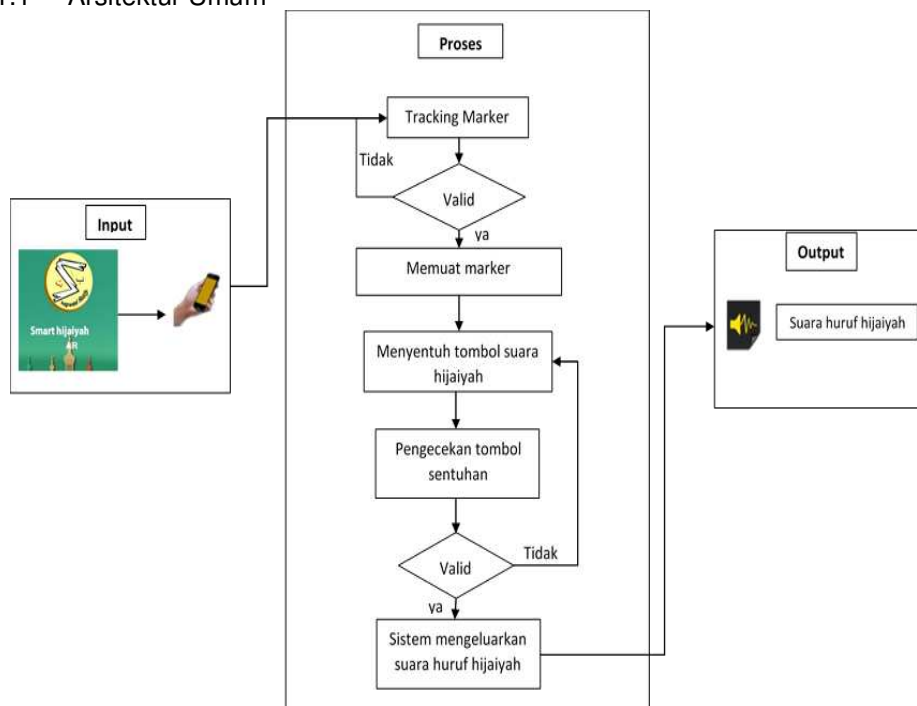 Arsitektur Umum
Proses
Tracking Marker
Tidak
Valid
ya
Memuat marker
Menyentuh tombol suara
hijaiyah
Pengecekan tombol
sentuhan
Valid
Tidak
ya
Sistem mengeluarkan
suara huruf hijaiyah
Input
Smart hijaiyah
AR
Output
Suara huruf hijaiyah